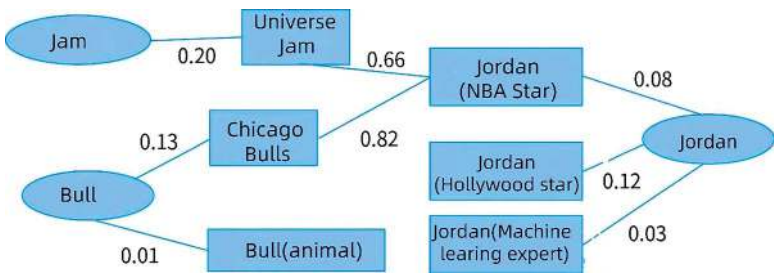 Jam
0.20
Universe
Jam
0.66
Jordan
(NBA Star)
0.08
0.13
Chicago
Bulls
0.82
Jordan
Bull
Jordan
(Hollywood star)
0.12
0.01
Bull(animal)
Jordan(Machine
learing expert)
0.03